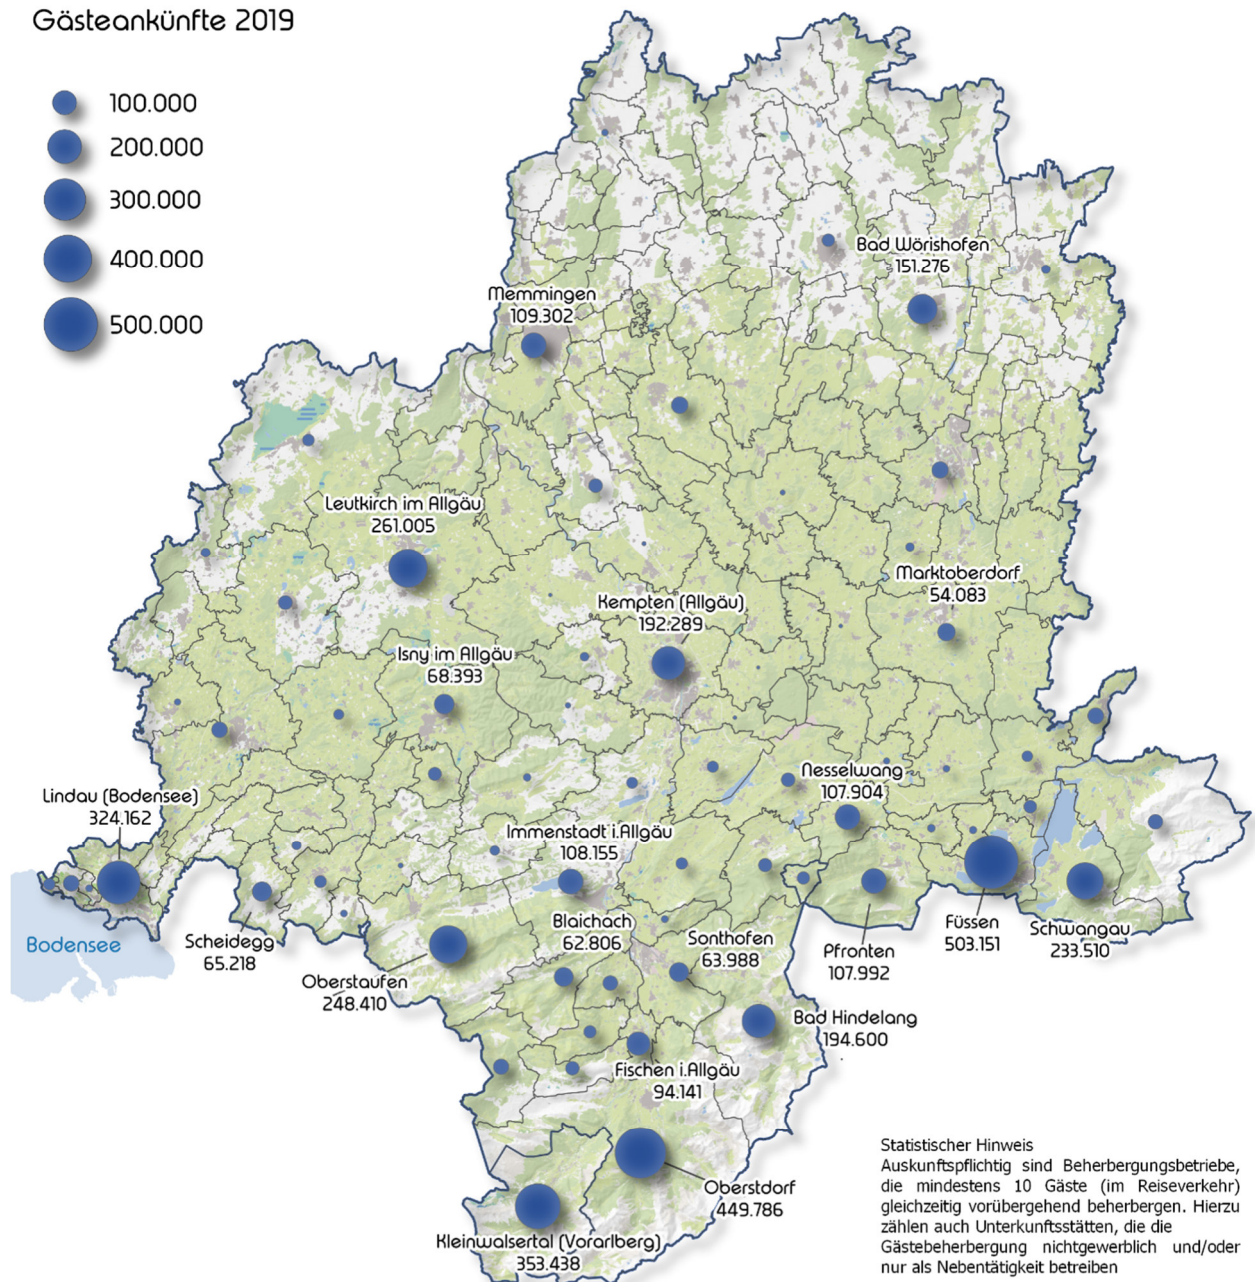 Gästeankünfte 2019
100.000
200.000
300.000
400.000
500.000
Bad Wörishofen
151.276
Memmingen
109.302
Leutkirch im Allgäu
261.005
Marktoberdorf
54.083
Kempten (Allgäu)
192.289
Isny im Allgäu
68.393
Nesselwang
107.904
Lindau (Bodensee)
324.162
Immenstadt i.Allgäu
108.155
Bodensee
Scheidegg
65.218
Blaichach
62.806
Sonthofen
63.988
Pfronten
107.992
Füssen
503.151
Schwangau
233.510
Oberstaufen
248.410
Bad Hindelang
194.600
Fischen i.Allgäu
94.141
Oberstdorf
449.786
Kleinwalsertal (Vorarlberg)
353.438
Statistischer Hinweis
Auskunftspflichtig sind Beherbergungsbetriebe,
die mindestens 10 Gäste (im Reiseverkehr)
gleichzeitig vorübergehend beherbergen. Hierzu
zählen auch Unterkunftsstätten, die die
Gästebeherbergung nichtgewerblich und/oder
nur als Nebentätigkeit betreiben